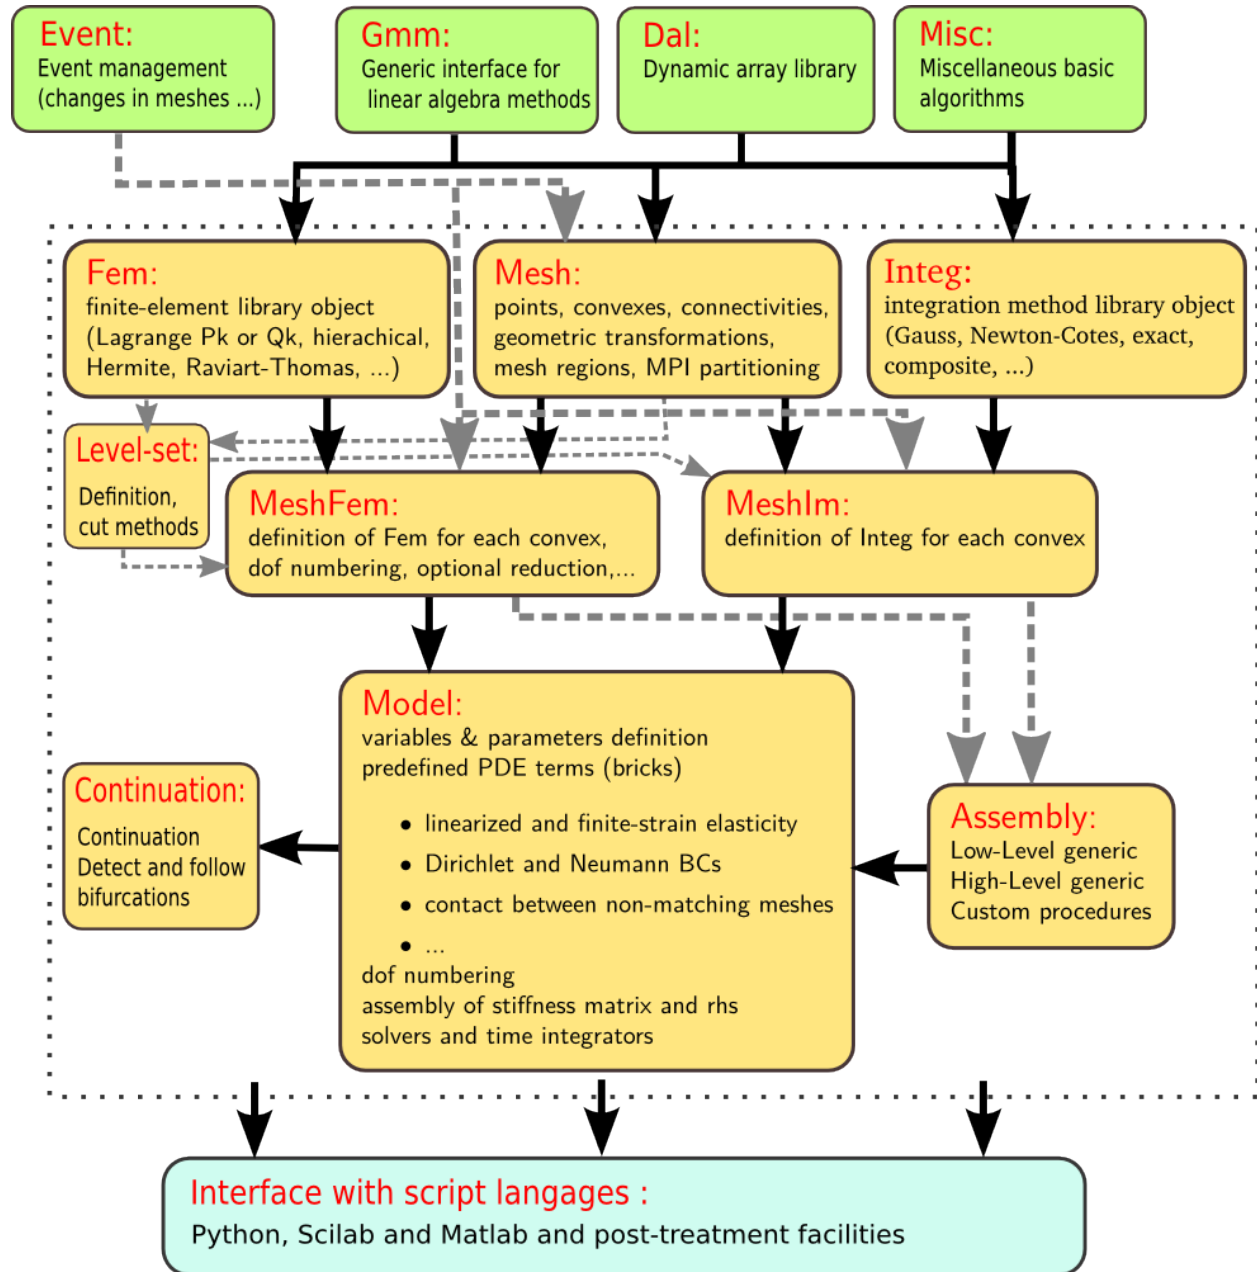 Event:
Event management
(changes in meshes ...)
Gmm:
Generic interface for
linear algebra methods
Dal:
Dynamic array library
Misc:
Miscellaneous basic
algorithms
Fem:
finite-element library object
(Lagrange Pk or Qk, hierachical,
Hermite, Raviart-Thomas, ...)
Mesh:
points, convexes, connectivities,
geometric transformations,
mesh regions, MPI partitioning
Integ:
integration method library object
(Gauss, Newton-Cotes, exact,
composite, ...)
Level-set:
Definition,
cut methods
MeshFem:
definition of Fem for each convex,
dof numbering, optional reduction,...
MeshIm:
definition of Integ for each convex
Model:
variables & parameters definition
predefined PDE terms (bricks)
• linearized and finite-strain elasticity
• Dirichlet and Neumann BCs
• contact between non-matching meshes
• ...
dof numbering
assembly of stiffness matrix and rhs
solvers and time integrators
Continuation:
Continuation
Detect and follow
bifurcations
Assembly:
Low-Level generic
High-Level generic
Custom procedures
Interface with script langages :
Python, Scilab and Matlab and post-treatment facilities